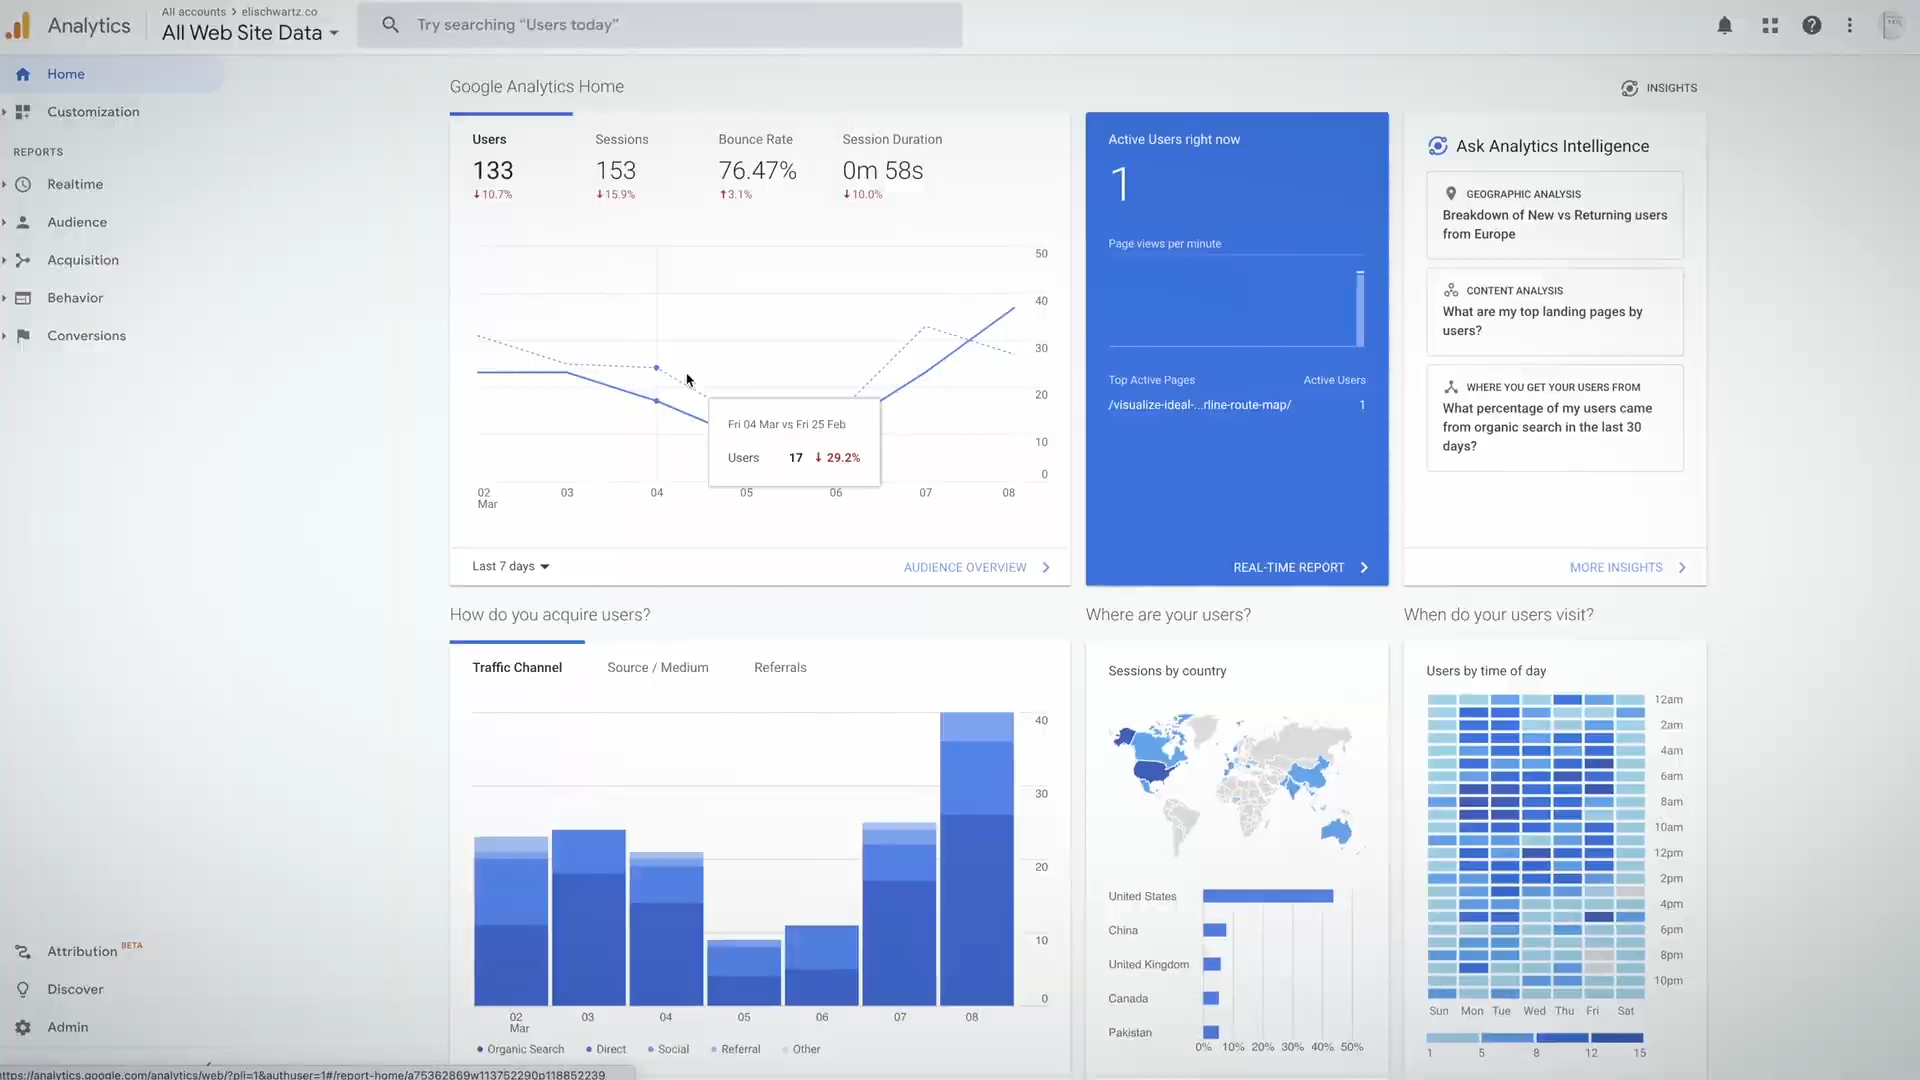 Analytics
All accounts > elischwartz.co
All Web Site Data
Try searching “Users today”
Home
Customization
REPORTS
Realtime
Audience
Acquisition
Behavior
Conversions
Attribution BETA
Discover
Admin
Google Analytics Home
INSIGHTS
Users
133
↓10.7%
Sessions
153
↓15.9%
Bounce Rate
76.47%
↑3.1%
Session Duration
0m 58s
↓10.0%
50
40
30
20
10
0
Fri 04 Mar vs Fri 25 Feb
Users 17 ↓ 29.2%
02 03 04 05 06 07 08
Mar
Last 7 days
AUDIENCE OVERVIEW
Active Users right now
1
Page views per minute
Top Active Pages Active Users
/visualize-ideal-...rline-route-map/ 1
REAL-TIME REPORT
Ask Analytics Intelligence
GEOGRAPHIC ANALYSIS
Breakdown of New vs Returning users
from Europe
CONTENT ANALYSIS
What are my top landing pages by
users?
WHERE YOU GET YOUR USERS FROM
What percentage of my users came
from organic search in the last 30
days?
MORE INSIGHTS
How do you acquire users?
Traffic Channel Source / Medium Referrals
40
30
20
10
0
02 03 04 05 06 07 08
Mar
Organic Search Direct Social Referral Other
Where are your users?
Sessions by country
United States
China
United Kingdom
Canada
Pakistan
0% 10% 20% 30% 40% 50%
When do your users visit?
Users by time of day
12am
2am
4am
6am
8am
10am
12pm
2pm
4pm
6pm
8pm
10pm
Sun Mon Tue Wed Thu Fri Sat
1 5 8 12 15
https://analytics.google.com/analytics/web/?pli=1&authuser=1#/report-home/a75362869w113752290p118852239